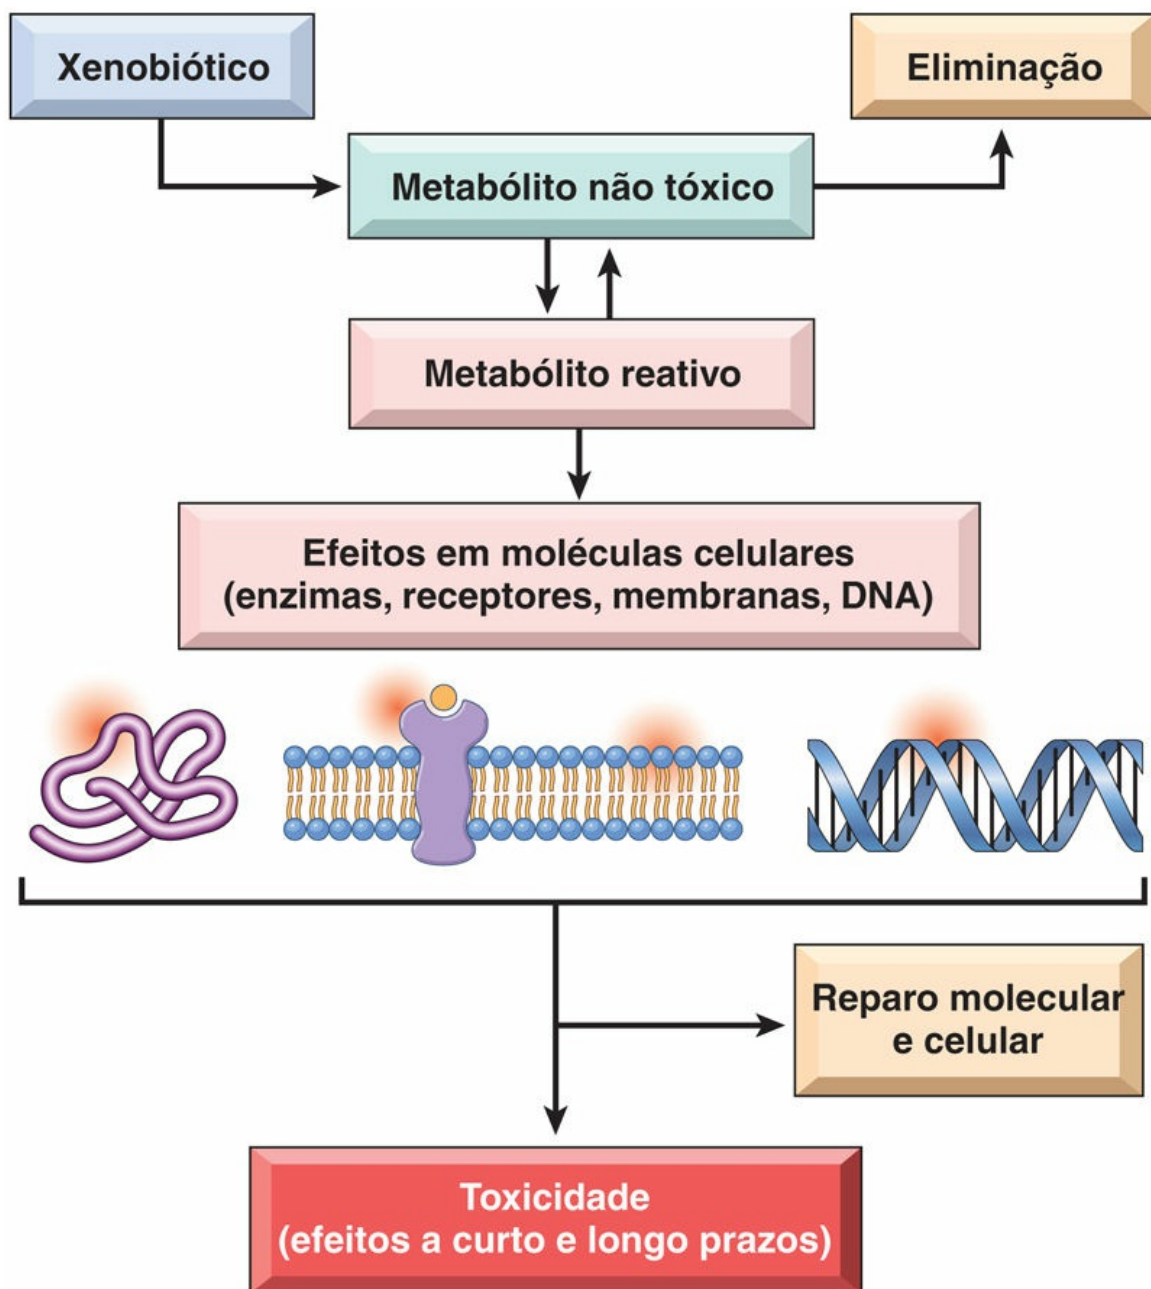 Xenobiótico
Eliminação
Metabólito não tóxico
Metabólito reativo
Efeitos em moléculas celulares
(enzimas, receptores, membranas, DNA)
Reparo molecular
e celular
Toxicidade
(efeitos a curto e longo prazos)